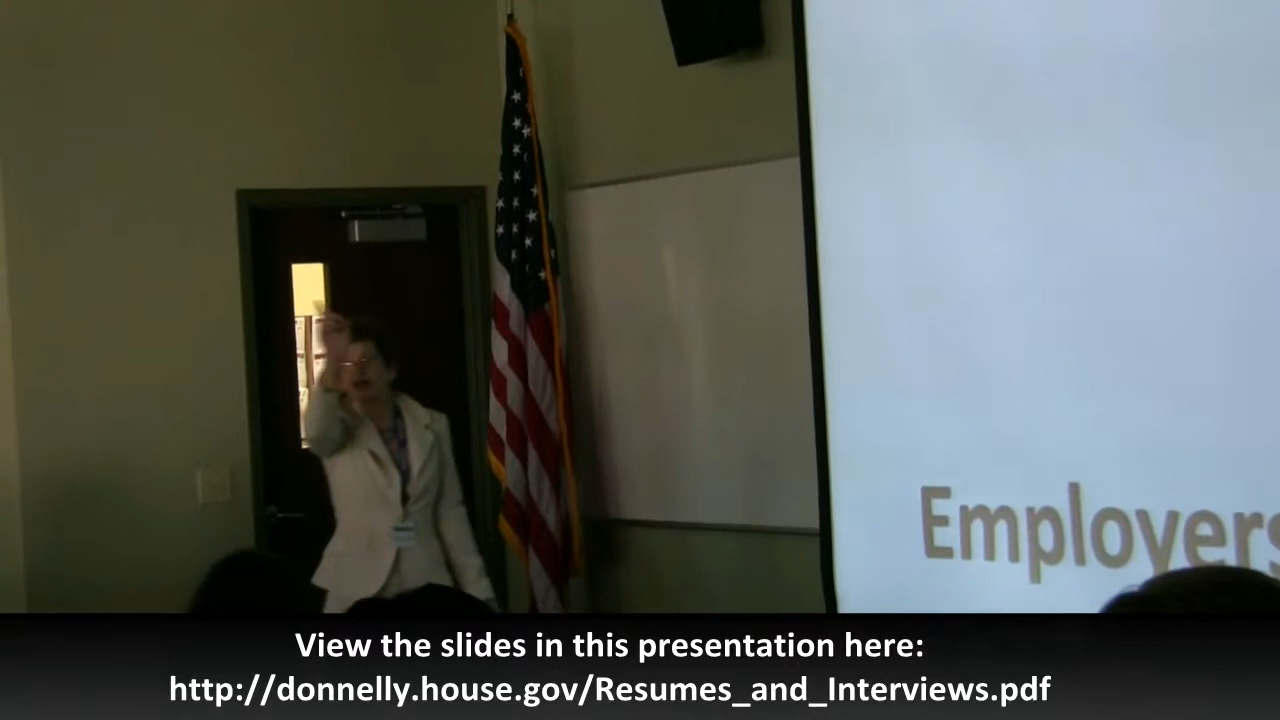 Employers
View the slides in this presentation here:
http://donnelly.house.gov/Resumes_and_Interviews.pdf